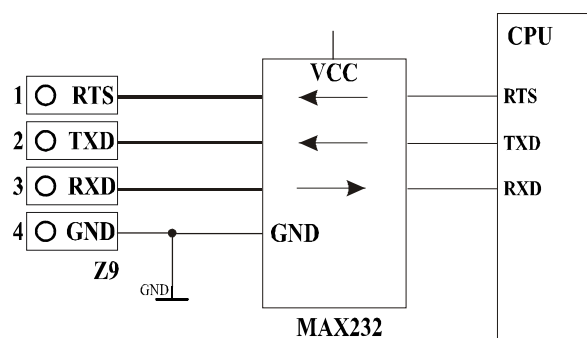 CPU
VCC
1 RTS RTS
2 TXD TXD
3 RXD RXD
4 GND GND
Z9
GND
MAX232